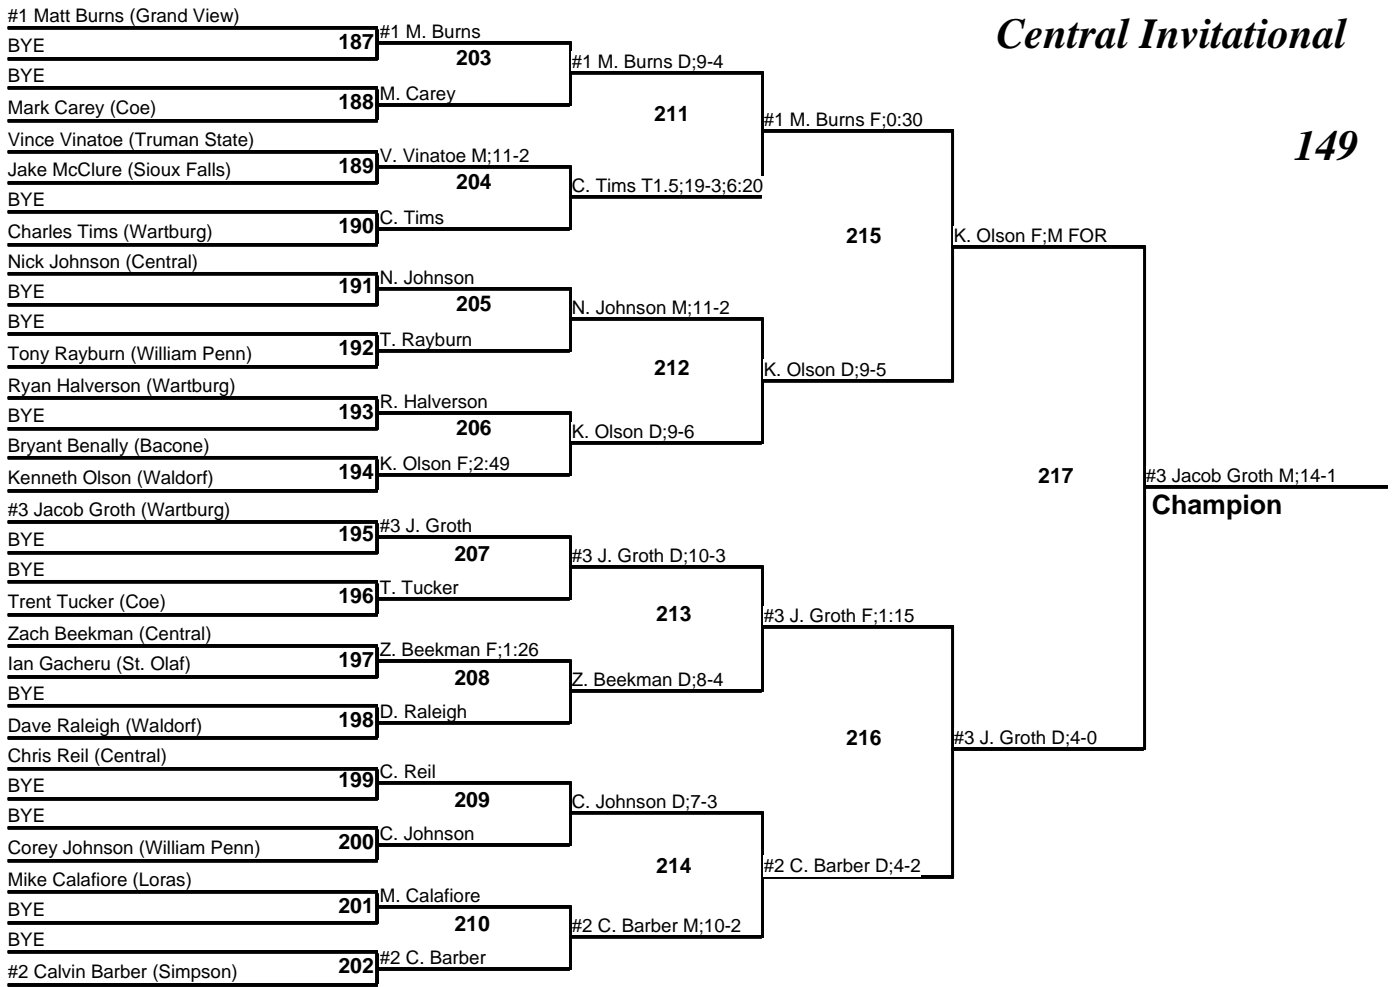 Central Invitational
149
#1 Matt Burns (Grand View)
BYE
187
BYE
Mark Carey (Coe)
188
Vince Vinatoe (Truman State)
Jake McClure (Sioux Falls)
189
BYE
Charles Tims (Wartburg)
190
Nick Johnson (Central)
BYE
191
BYE
Tony Rayburn (William Penn)
192
Ryan Halverson (Wartburg)
BYE
193
Bryant Benally (Bacone)
Kenneth Olson (Waldorf)
194
#3 Jacob Groth (Wartburg)
BYE
195
BYE
Trent Tucker (Coe)
196
Zach Beekman (Central)
Ian Gacheru (St. Olaf)
197
BYE
Dave Raleigh (Waldorf)
198
Chris Reil (Central)
BYE
199
BYE
Corey Johnson (William Penn)
200
Mike Calafiore (Loras)
BYE
201
BYE
#2 Calvin Barber (Simpson)
202
#1 M. Burns
203
M. Carey
V. Vinatoe M;11-2
204
C. Tims
N. Johnson
205
T. Rayburn
R. Halverson
206
K. Olson F;2:49
#3 J. Groth
207
T. Tucker
Z. Beekman F;1:26
208
D. Raleigh
C. Reil
209
C. Johnson
M. Calafiore
210
#2 C. Barber
#1 M. Burns D;9-4
211
C. Tims T1.5;19-3;6:20
N. Johnson M;11-2
212
K. Olson D;9-6
#3 J. Groth D;10-3
213
Z. Beekman D;8-4
C. Johnson D;7-3
214
#2 C. Barber M;10-2
#1 M. Burns F;0:30
215
K. Olson D;9-5
#3 J. Groth F;1:15
216
#2 C. Barber D;4-2
K. Olson F;M FOR
217
#3 J. Groth D;4-0
#3 Jacob Groth M;14-1
Champion